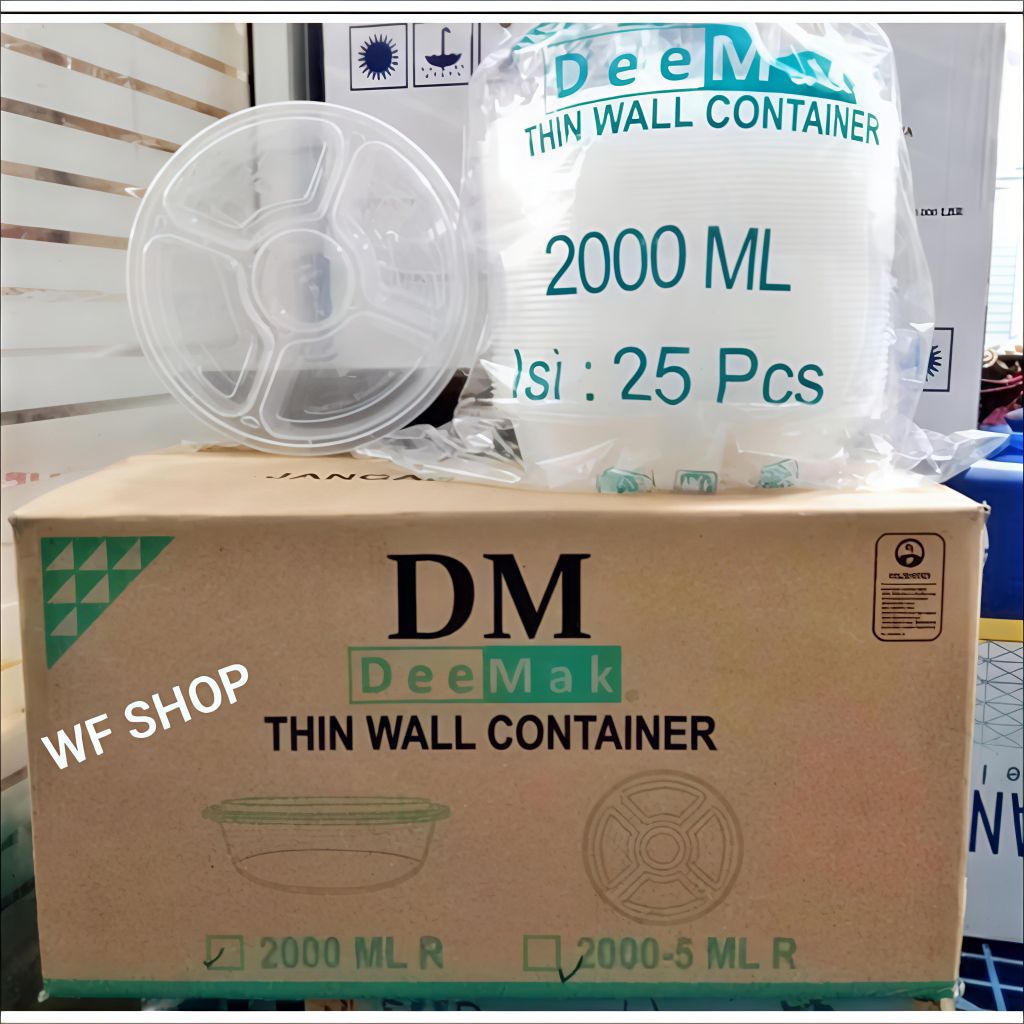 DeeMak
THIN WALL CONTAINER
2000 ML
Isi : 25 Pcs
DM
DeeMak
THIN WALL CONTAINER
WF SHOP
2000 ML R
2000-5 ML R